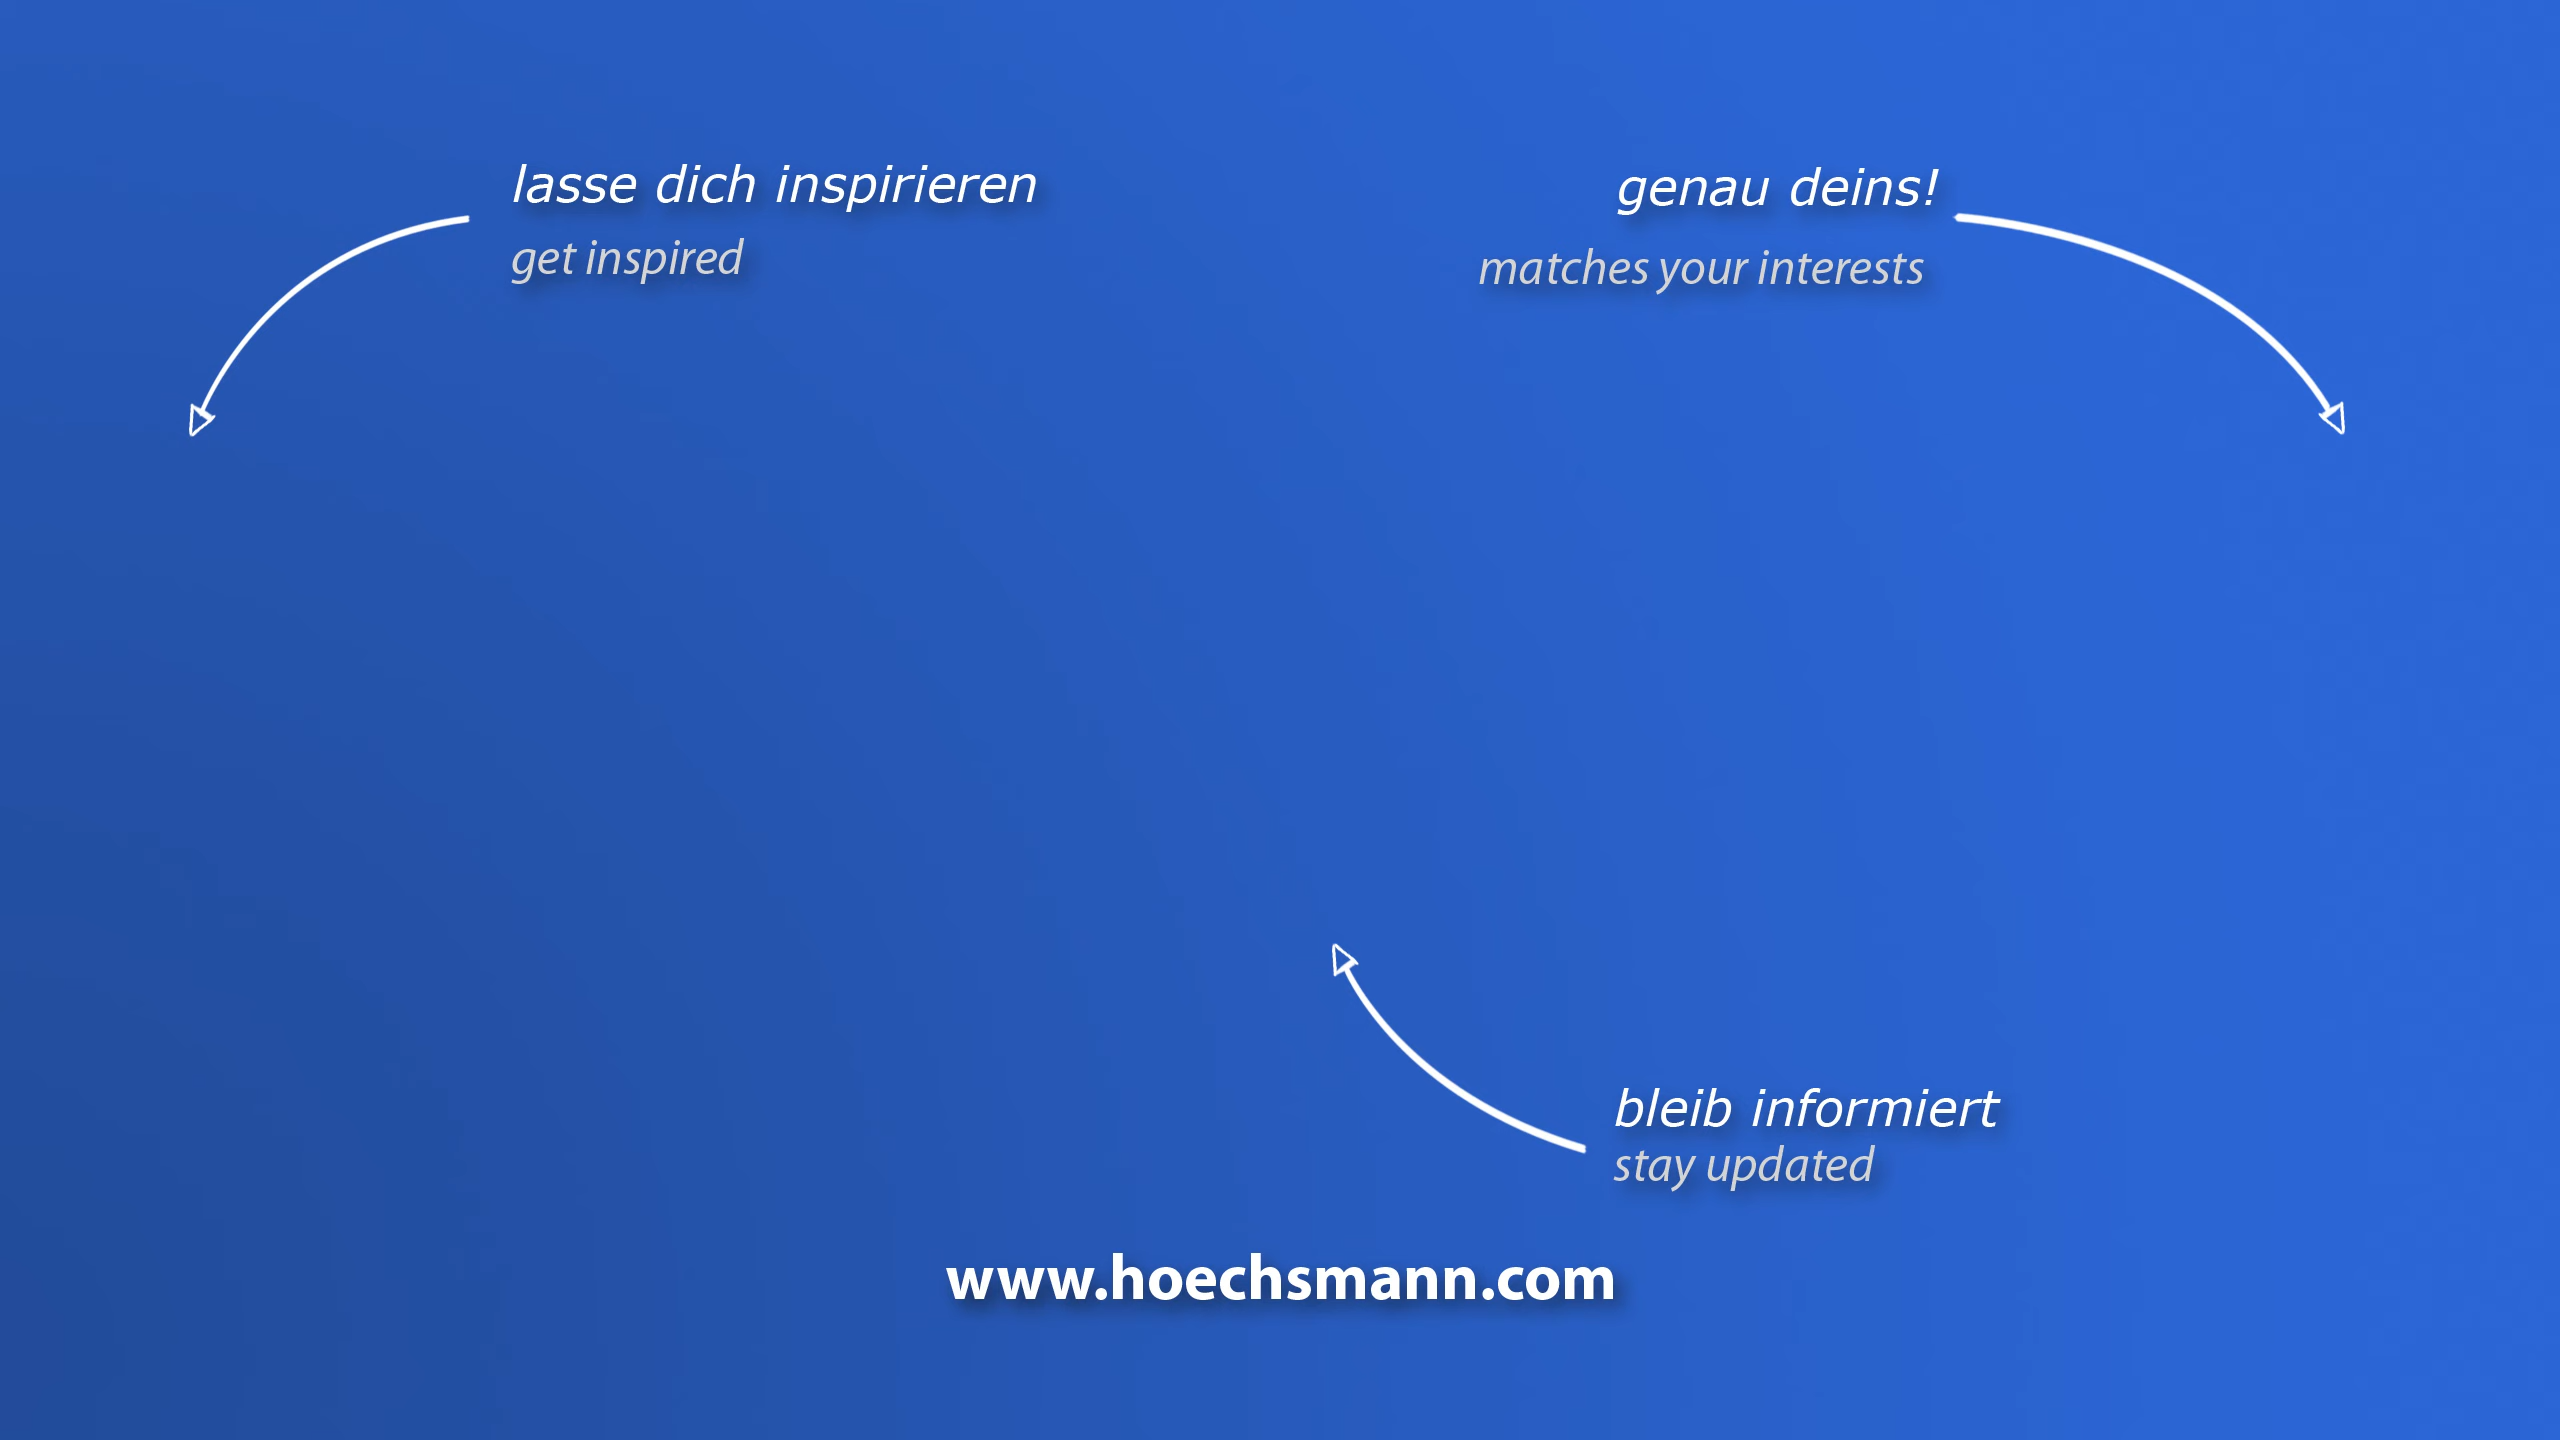 lasse dich inspirieren
get inspired
genau deins!
matches your interests
bleib informiert
stay updated
www.hoechsmann.com